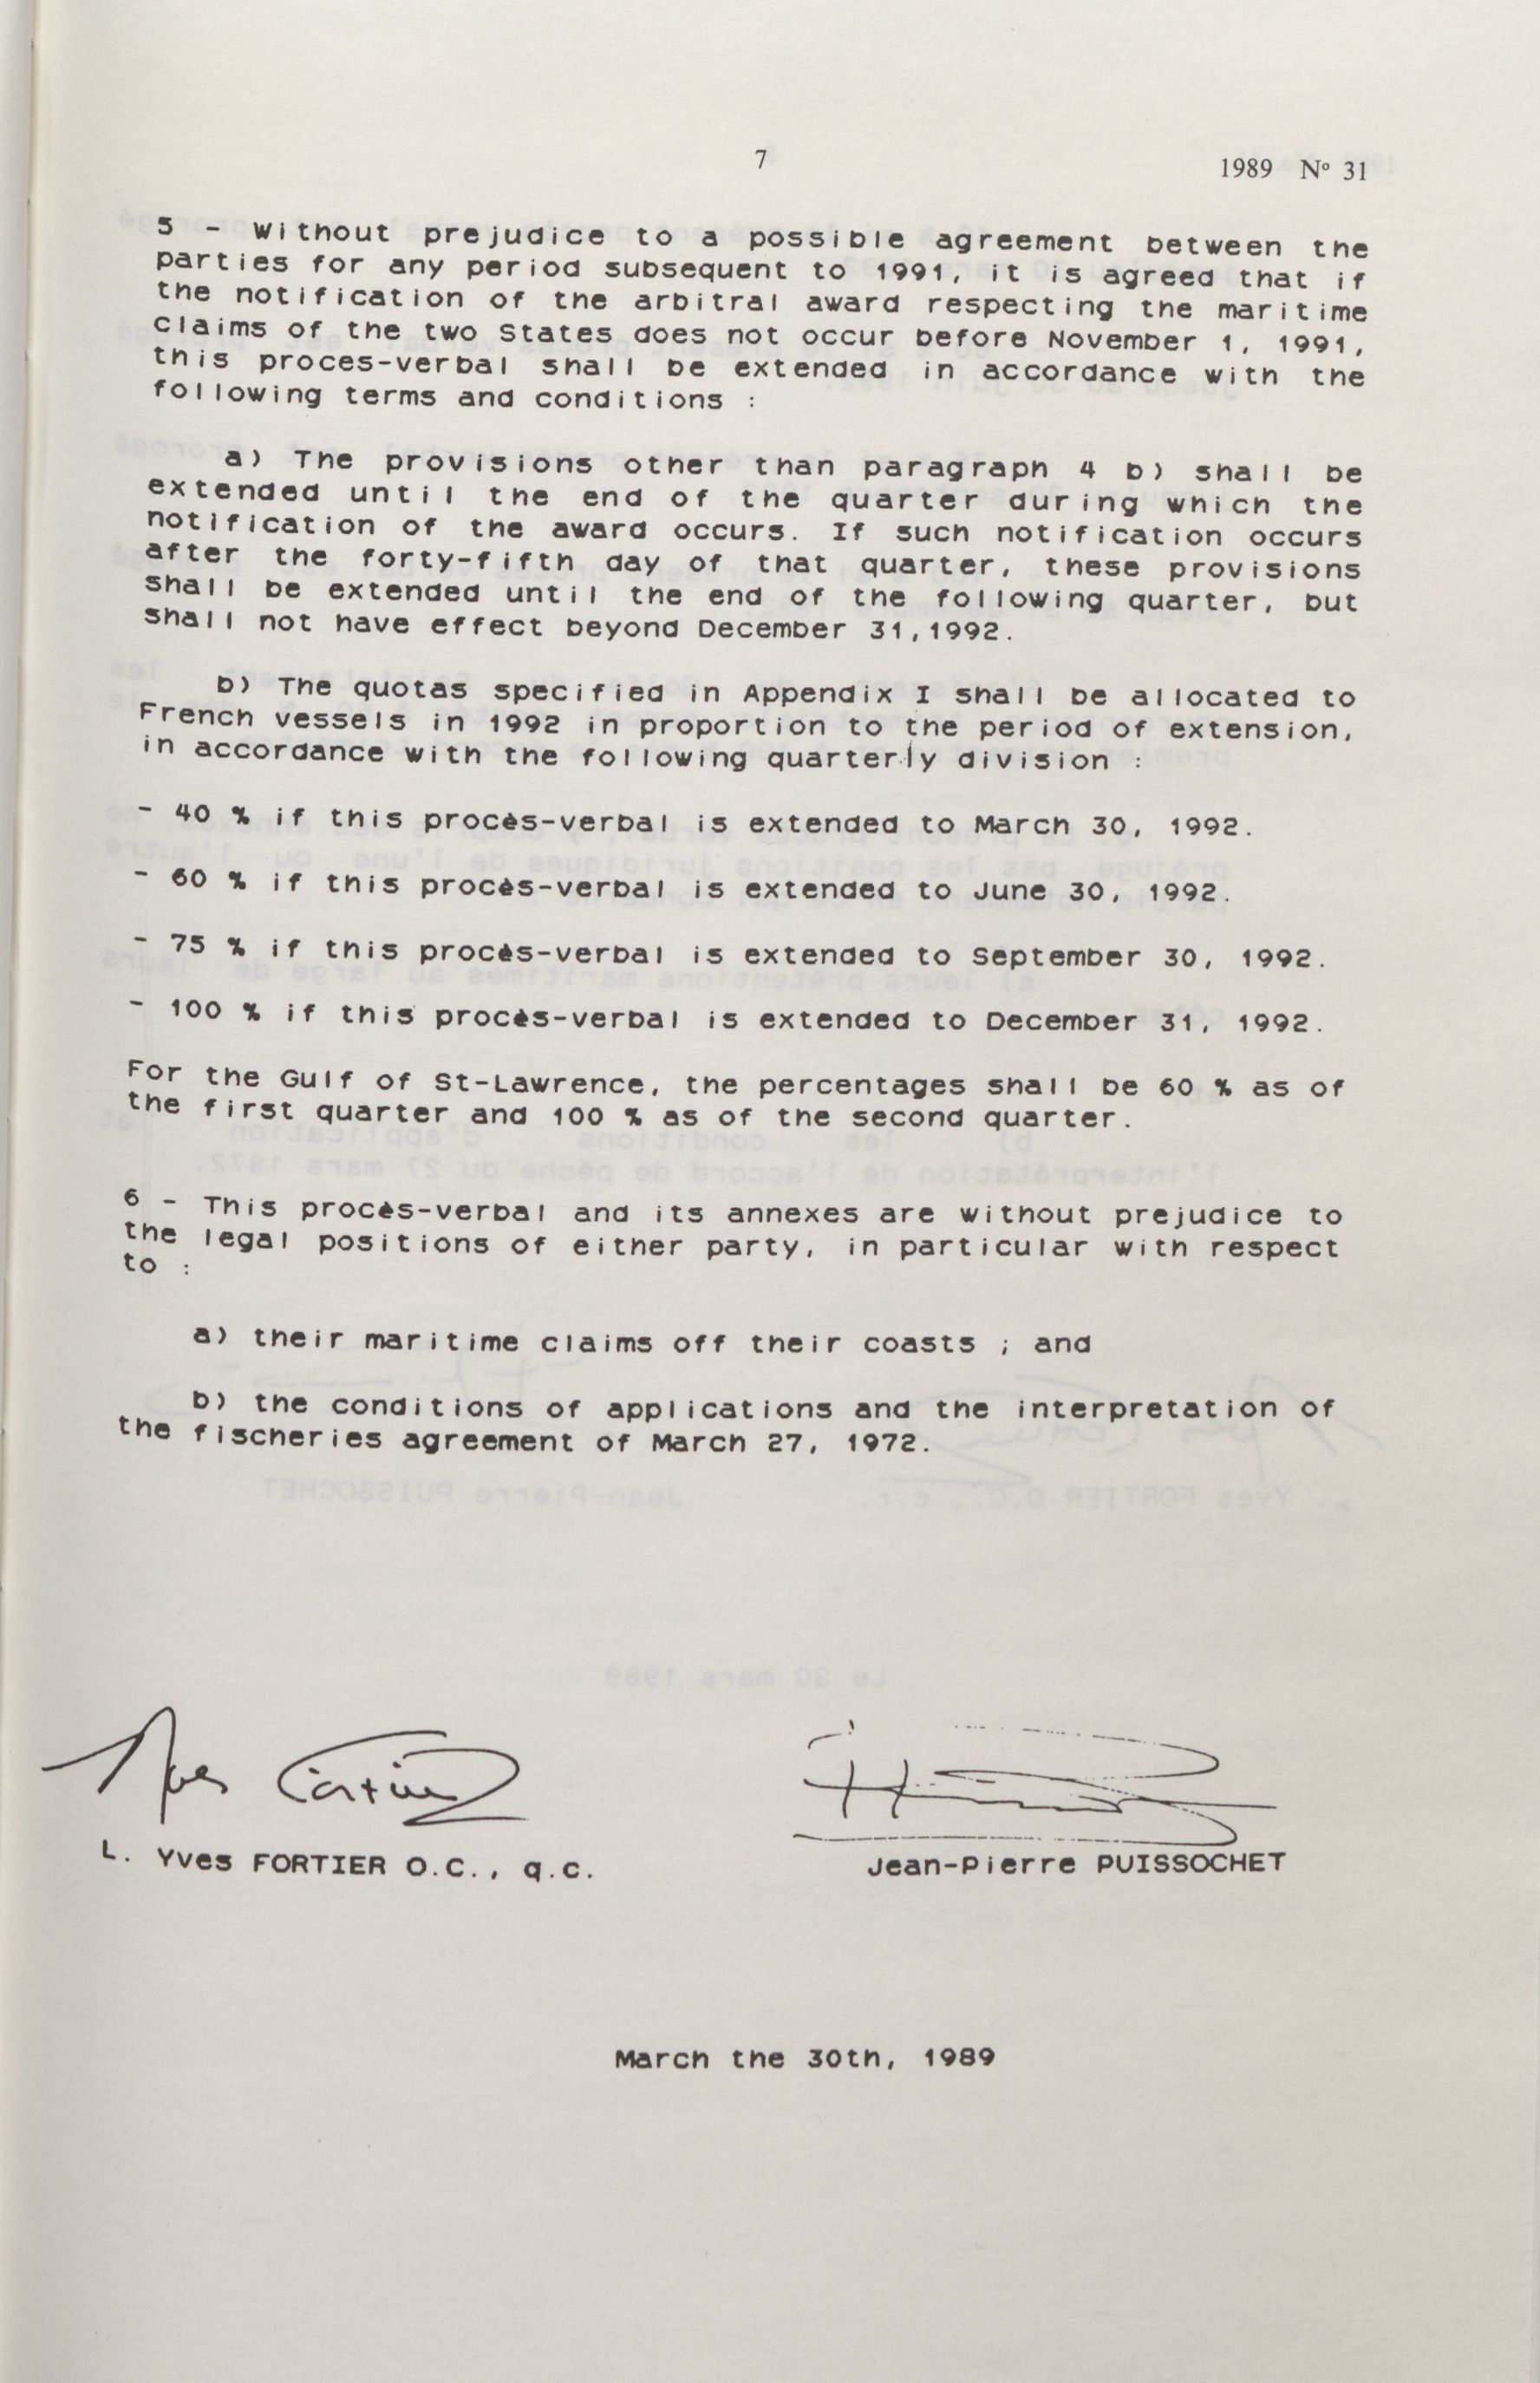 7
1989 Nº 31
5 - Without prejudice to a possible agreement between the
parties for any period subsequent to 1991, it is agreed that if
the notification of the arbitral award respecting the maritime
claims of the two States does not occur before November 1, 1991,
this proces-verbal shall be extended in accordance with the
following terms and conditions :
a) The provisions other than paragraph 4 b) shall be
extended until the end of the quarter during which the
notification of the award occurs. If such notification occurs
after the forty-fifth day of that quarter, these provisions
shall be extended until the end of the following quarter, but
shall not have effect beyond December 31,1992.
b) The quotas specified in Appendix I shall be allocated to
French vessels in 1992 in proportion to the period of extension,
in accordance with the following quarterly division :
- 40 % if this procès-verbal is extended to March 30, 1992.
- 60 % if this procès-verbal is extended to June 30, 1992.
- 75 % if this procès-verbal is extended to September 30, 1992.
- 100 % if this procès-verbal is extended to December 31, 1992.
For the Gulf of St-Lawrence, the percentages shall be 60 % as of
the first quarter and 100 % as of the second quarter.
6 - This procès-verbal and its annexes are without prejudice to
the legal positions of either party, in particular with respect
to :
a) their maritime claims off their coasts ; and
b) the conditions of applications and the interpretation of
the fischeries agreement of March 27, 1972.
Yves Fortier
L. Yves FORTIER O.C., q.c.
Jean-Pierre PUISSOCHET
March the 30th, 1989